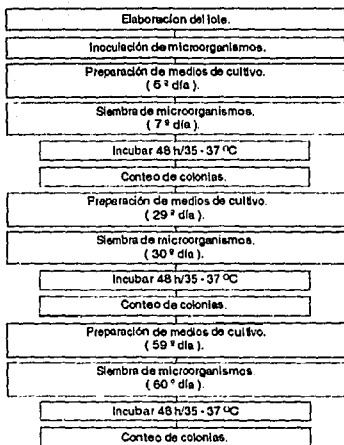 Elaboración del lote.
Inoculación de microorganismos.
Preparación de medios de cultivo.
( 5 º día ).
Siembra de microorganismos.
( 7 º día ).
Incubar 48 h/35 - 37 ºC
Conteo de colonias.
Preparación de medios de cultivo.
( 29 º día ).
Siembra de microorganismos.
( 30 º día ).
Incubar 48 h/35 - 37 ºC
Conteo de colonias.
Preparación de medios de cultivo.
( 59 º día ).
Siembra de microorganismos
( 60 º día ).
Incubar 48 h/35 - 37 ºC
Conteo de colonias.